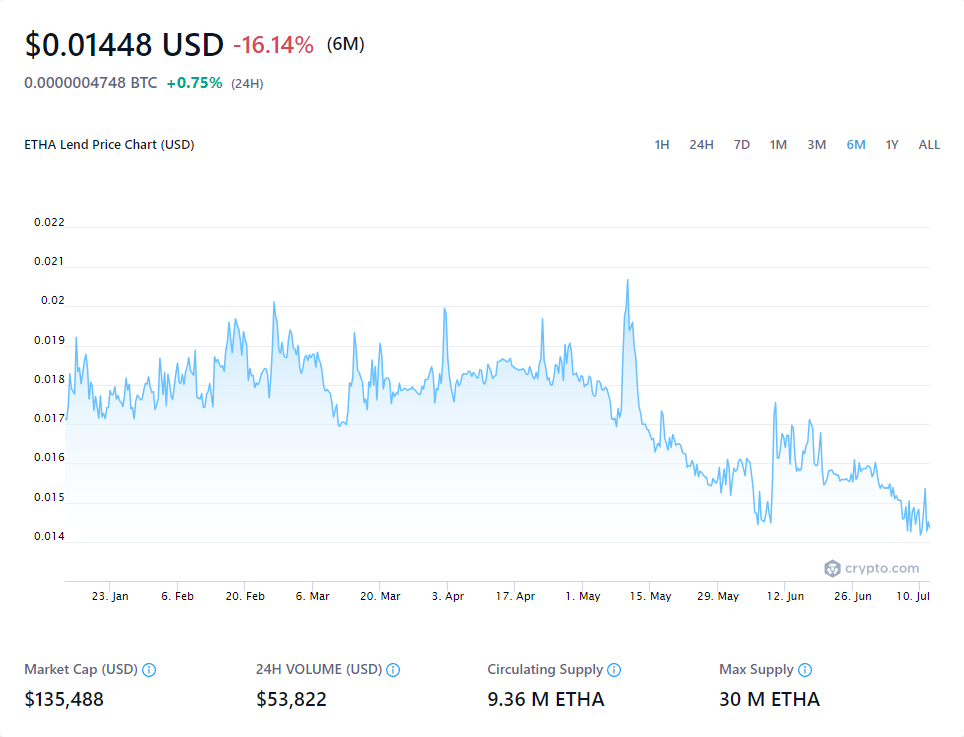 $0.01448 USD -16.14% (6M)
0.0000004748 BTC +0.75% (24H)
ETHA Lend Price Chart (USD) 1H 24H 7D 1M 3M 6M 1Y ALL
0.022
0.021
0.02
0.019
0.018
0.017
0.016
0.015
0.014
crypto.com
23. Jan 6. Feb 20. Feb 6. Mar 20. Mar 3. Apr 17. Apr 1. May 15. May 29. May 12. Jun 26. Jun 10. Jul
Market Cap (USD) 24H VOLUME (USD) Circulating Supply Max Supply
$135,488 $53,822 9.36 M ETHA 30 M ETHA